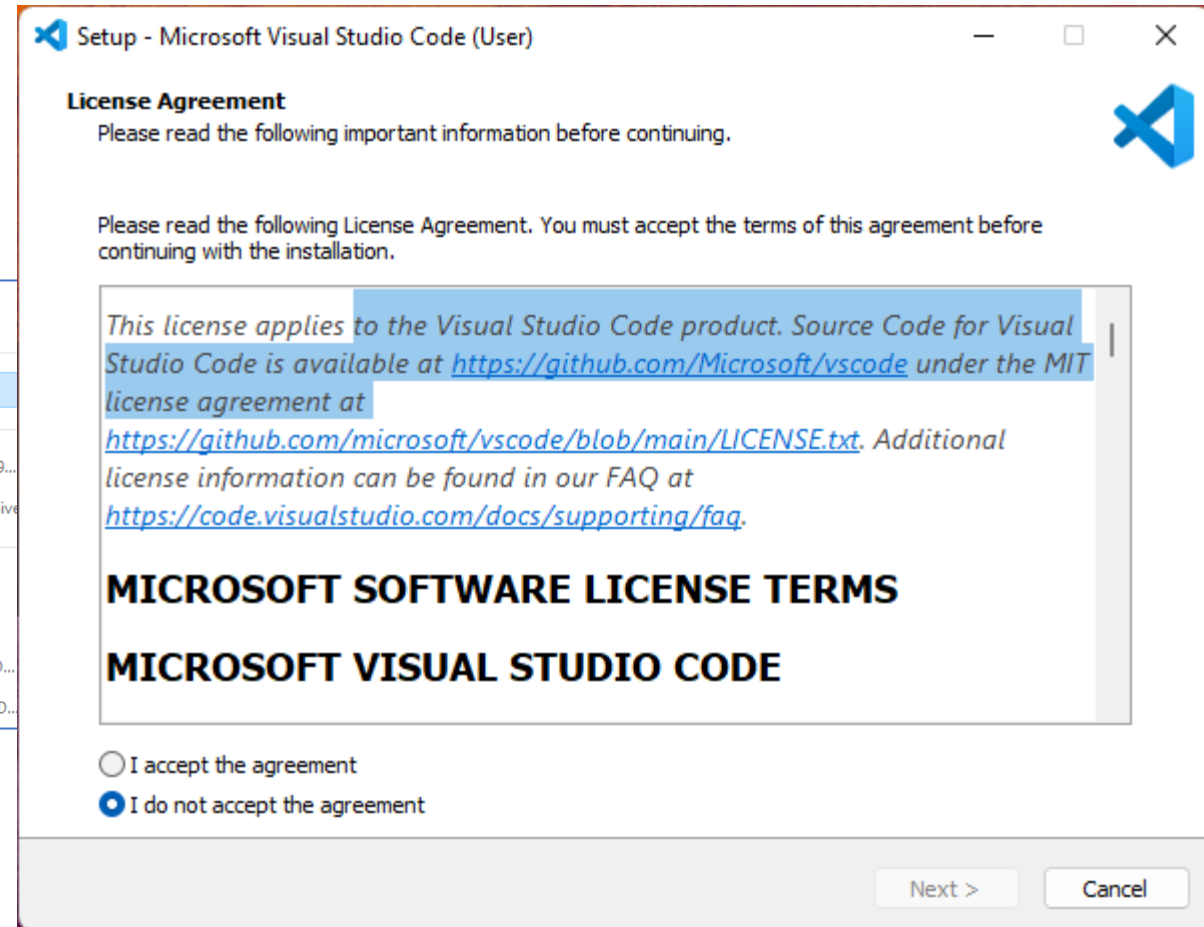 Setup - Microsoft Visual Studio Code (User)
License Agreement
Please read the following important information before continuing.
Please read the following License Agreement. You must accept the terms of this agreement before
continuing with the installation.
This license applies to the Visual Studio Code product. Source Code for Visual
Studio Code is available at https://github.com/Microsoft/vscode under the MIT
license agreement at
https://github.com/microsoft/vscode/blob/main/LICENSE.txt. Additional
license information can be found in our FAQ at
https://code.visualstudio.com/docs/supporting/faq.
MICROSOFT SOFTWARE LICENSE TERMS
MICROSOFT VISUAL STUDIO CODE
I accept the agreement
I do not accept the agreement
Next >
Cancel